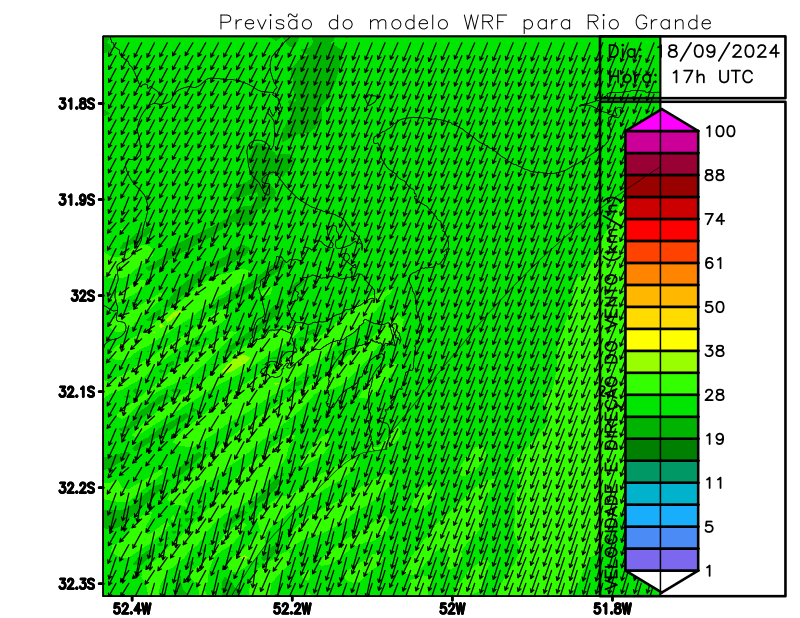 Previsão do modelo WRF para Rio Grande
Dia: 18/09/2024
Hora: 17h UTC
31.8S
31.9S
32S
32.1S
32.2S
32.3S
52.4W
52.2W
52W
51.8W
VELOCIDADE E DIREÇÃO DO VENTO (km/h)
100
88
74
61
50
38
28
19
11
5
1